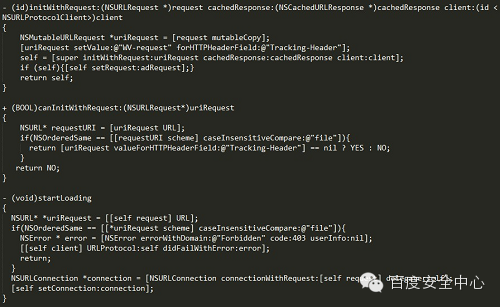 - (id)initWithRequest:(NSURLRequest *)request cachedResponse:(NSCachedURLResponse *)cachedResponse client:(id <
NSURLProtocolClient>)client
{
NSMutableURLRequest *uriRequest = [request mutableCopy];
[uriRequest setValue:@"WV-request" forHTTPHeaderField:@"Tracking-Header"];
self = [super initWithRequest:uriRequest cachedResponse:cachedResponse client:client];
if (self){[self setRequest:adRequest];}
return self;
}
+ (BOOL)canInitWithRequest:(NSURLRequest*)uriRequest
{
NSURL* requestURI = [uriRequest URL];
if(NSOrderedSame == [[requestURI scheme] caseInsensitiveCompare:@"file"]){
return [uriRequest valueForHTTPHeaderField:@"Tracking-Header"] == nil ? YES : NO;
}
return NO;
}
- (void)startLoading
{
NSURL* *uriRequest = [[self request] URL];
if(NSOrderedSame == [[*uriRequest scheme] caseInsensitiveCompare:@"file"]){
NSError * error = [NSError errorWithDomain:@"Forbidden" code:403 userInfo:nil];
[[self client] URLProtocol:self didFailWithError:error];
return;
}
NSURLConnection *connection = [NSURLConnection connectionWithRequest:[self
[self setConnection:connection];
}
百度安全中心